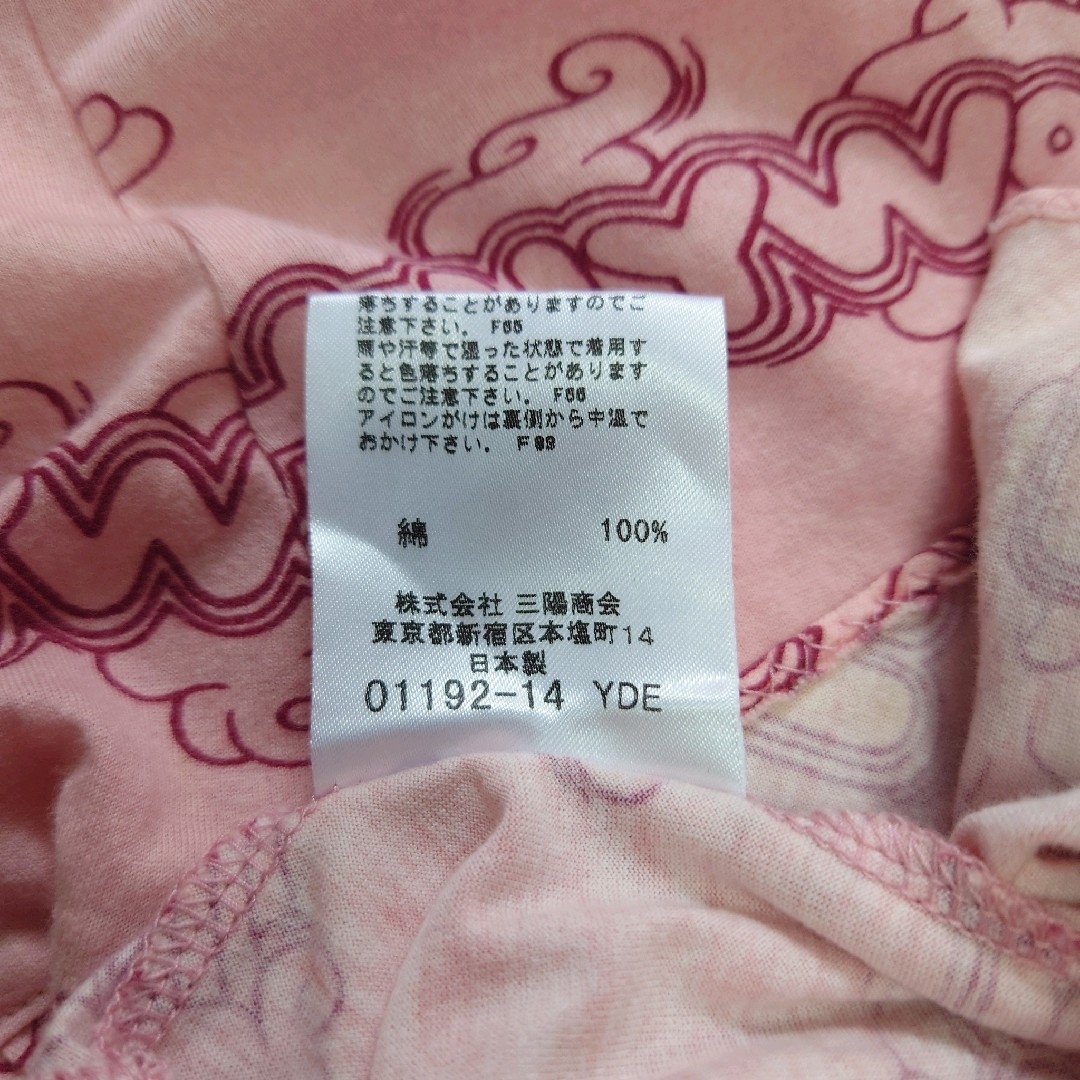 落ちすることがありますのでご
注意下さい。 F65
雨や汗等で湿った状態で着用す
ると色落ちすることがあります
のでご注意下さい。 F66
アイロンがけは裏側から中温で
おかけ下さい。 F69
綿 100%
株式会社 三陽商会
東京都新宿区本塩町14
日本製
01192-14 YDE